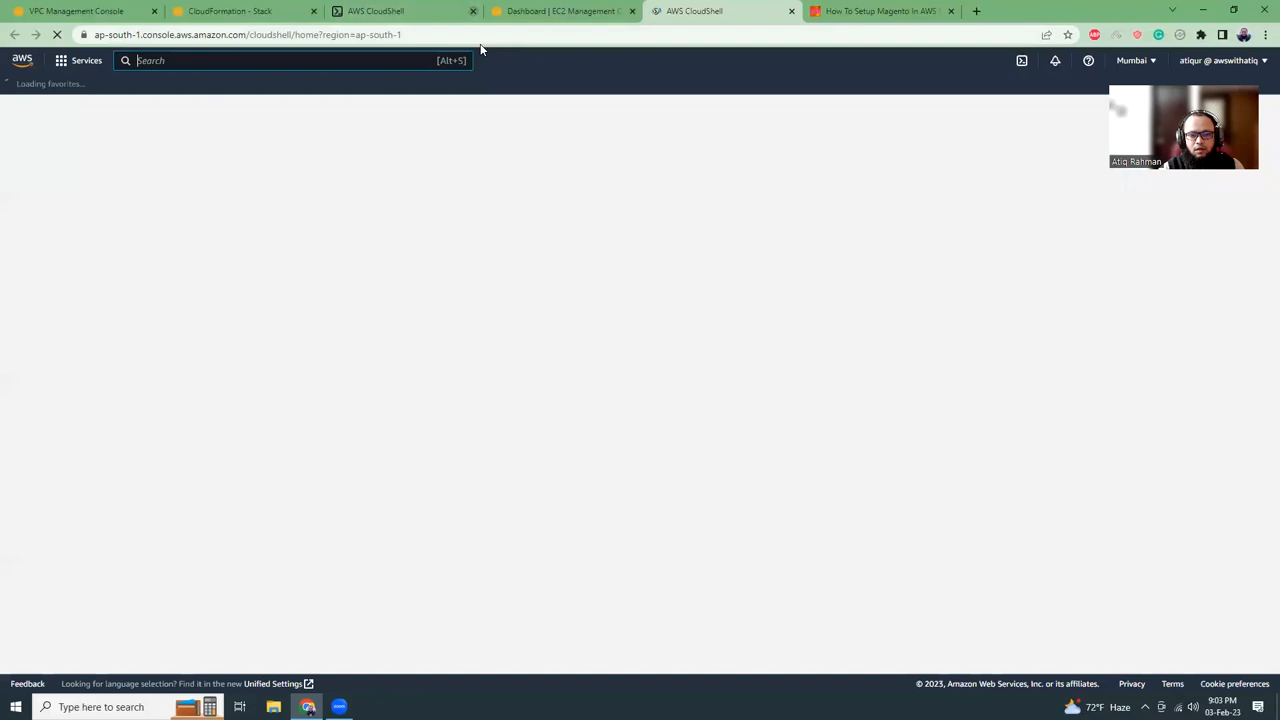 VPC Management Console
CloudFormation - Stack
AWS CloudShell
Dashboard | EC2 Management C
AWS CloudShell
How To Setup Magento In AWS
ap-south-1.console.aws.amazon.com/cloudshell/home?region=ap-south-1
aws
Services
Search
[Alt+S]
Mumbai
atiqur @ awswithatiq
Loading favorites...
Atiq Rahman
Feedback
Looking for language selection? Find it in the new Unified Settings
© 2023, Amazon Web Services, Inc. or its affiliates.
Privacy
Terms
Cookie preferences
Type here to search
zoom
72°F Haze
9:03 PM
03-Feb-23